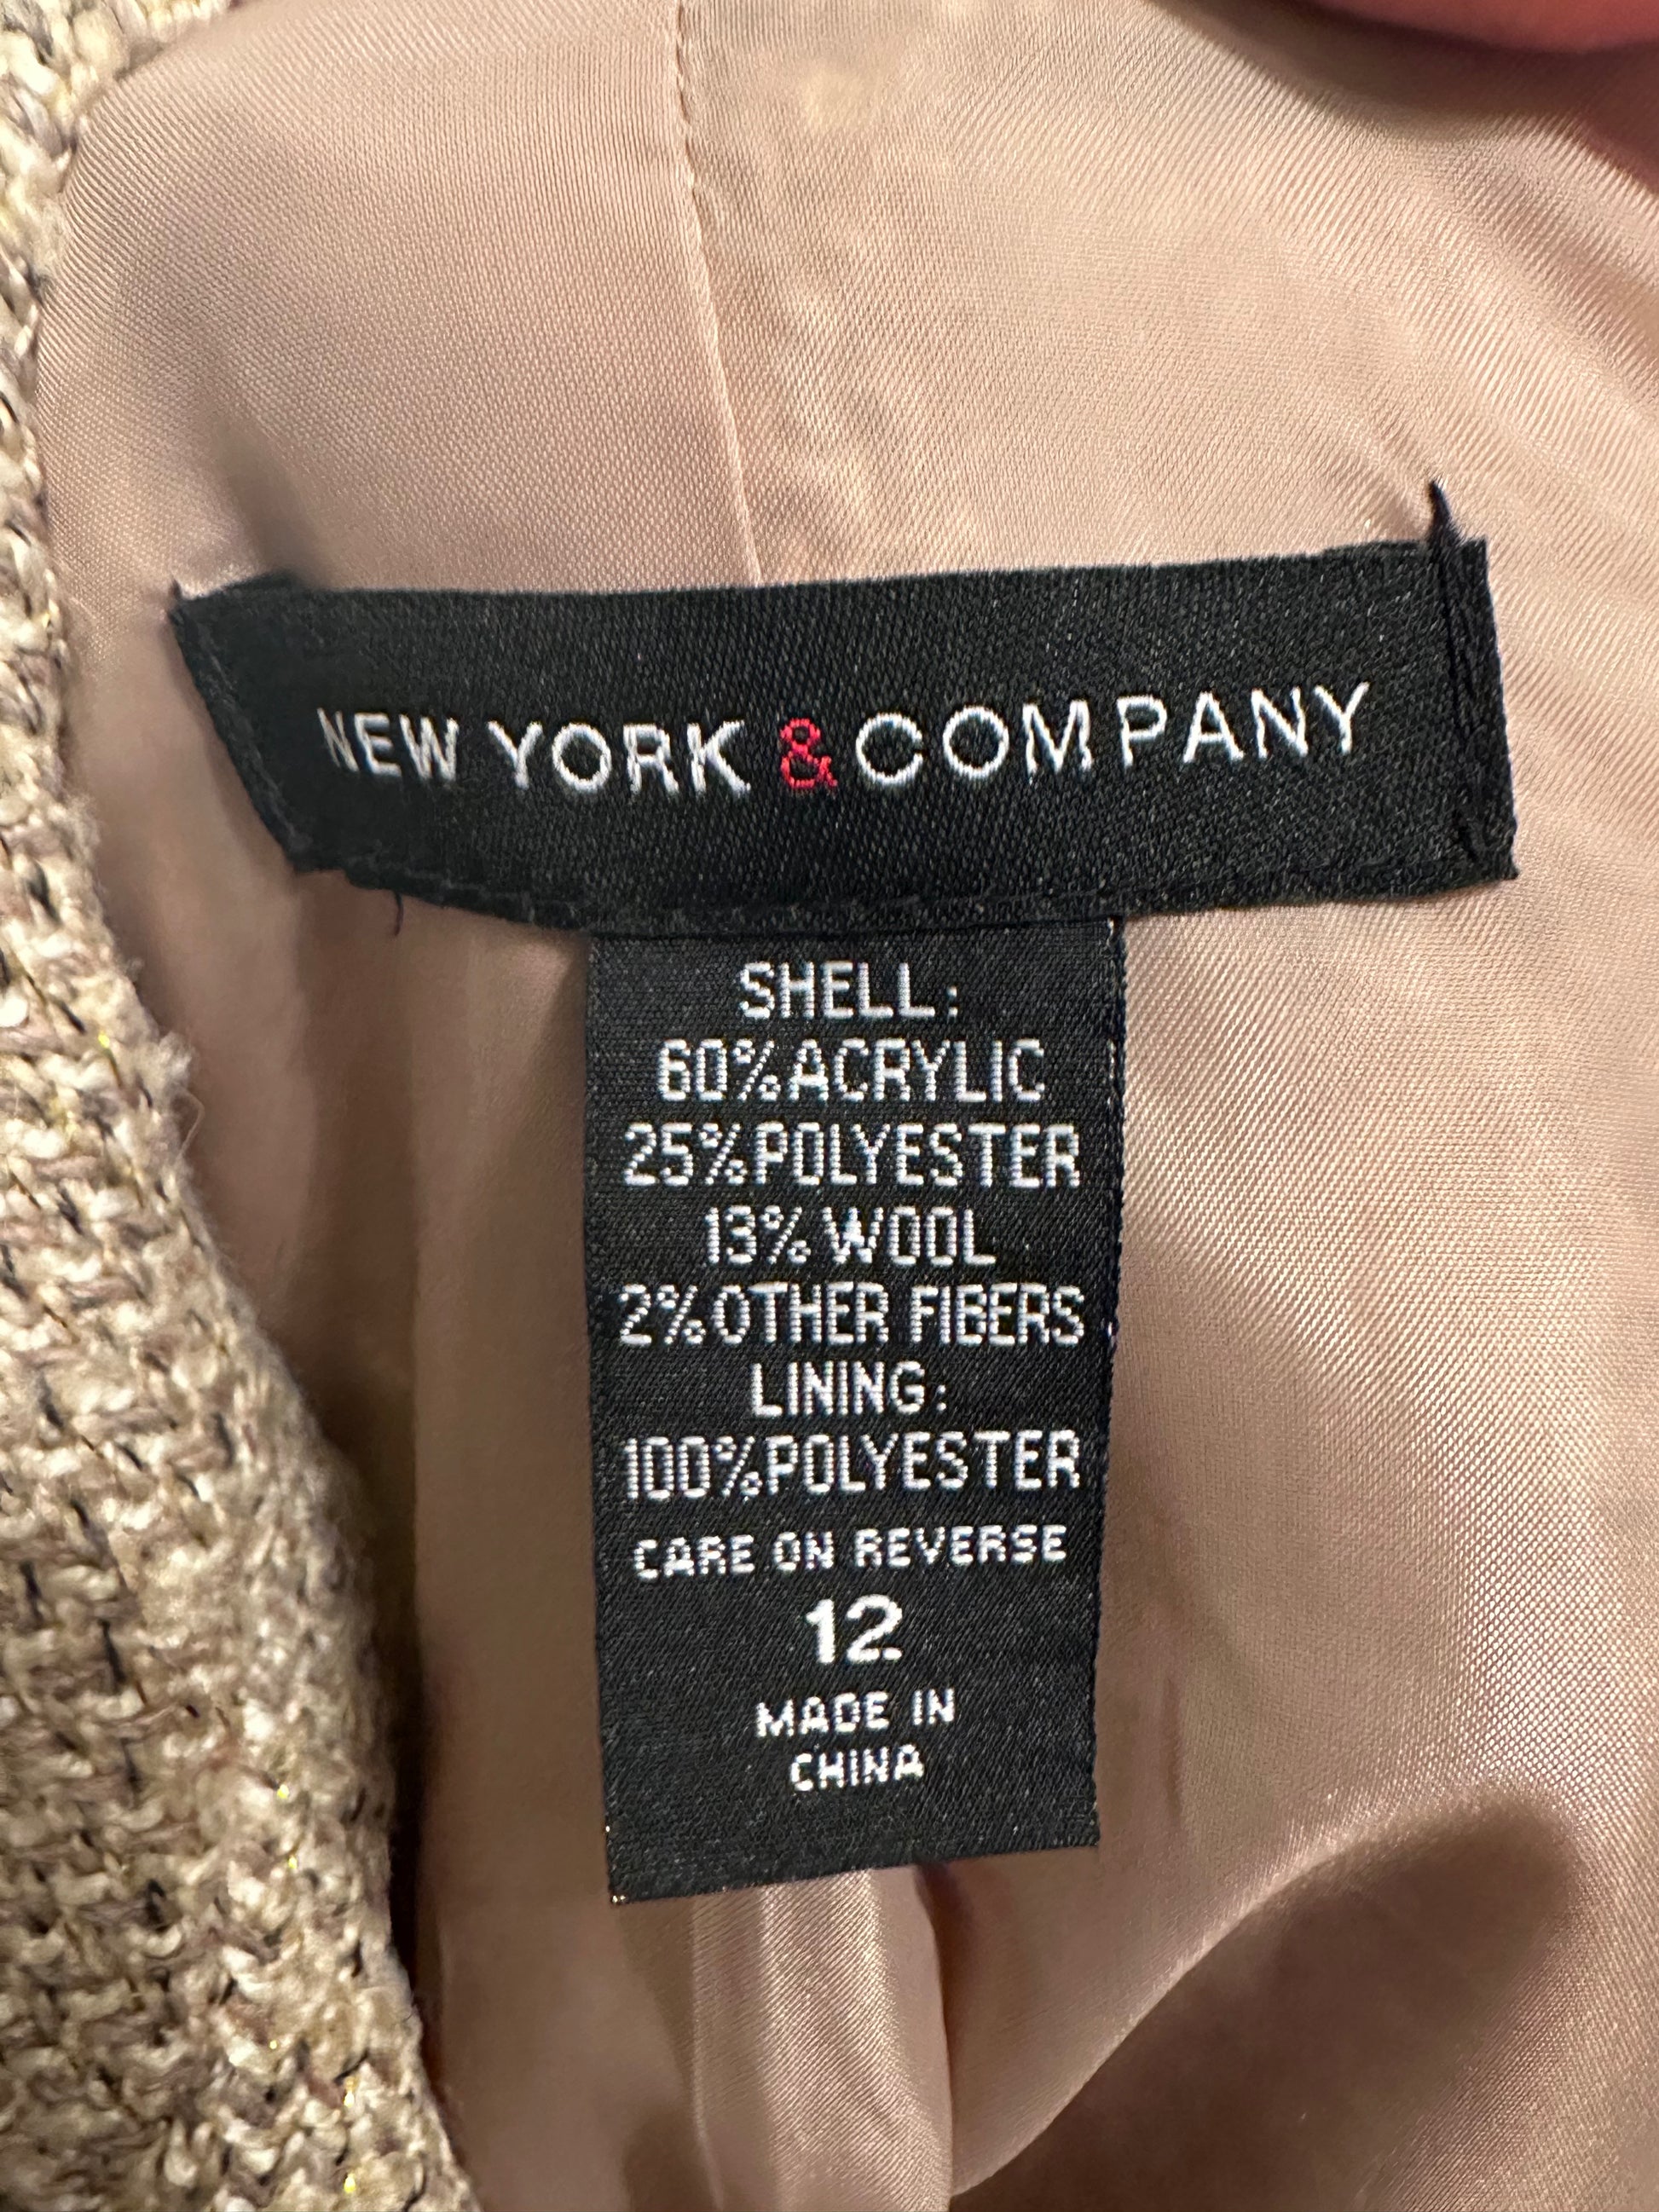 NEW YORK & COMPANY
SHELL:
60% ACRYLIC
25% POLYESTER
13% WOOL
2% OTHER FIBERS
LINING:
100% POLYESTER
CARE ON REVERSE
12
MADE IN
CHINA